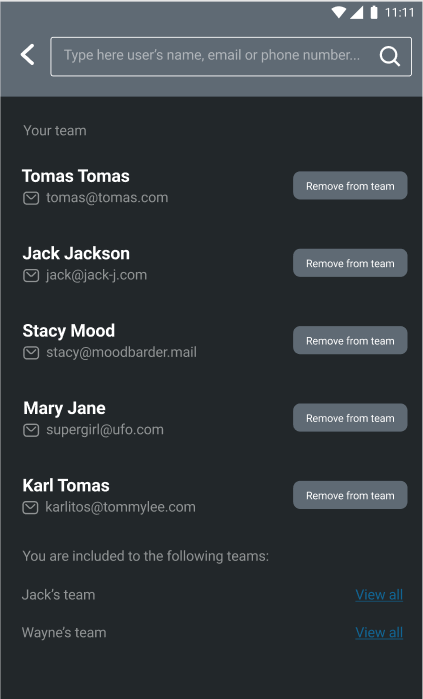 11:11
Type here user’s name, email or phone number...
Your team
Tomas Tomas
tomas@tomas.com
Remove from team
Jack Jackson
jack@jack-j.com
Remove from team
Stacy Mood
stacy@moodbarder.mail
Remove from team
Mary Jane
supergirl@ufo.com
Remove from team
Karl Tomas
karlitos@tommylee.com
Remove from team
You are included to the following teams:
Jack’s team View all
Wayne’s team View all